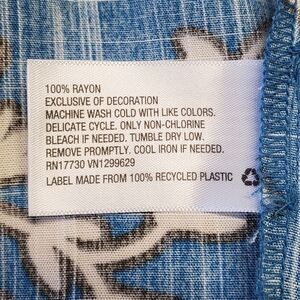 100% RAYON
EXCLUSIVE OF DECORATION
MACHINE WASH COLD WITH LIKE COLORS.
DELICATE CYCLE. ONLY NON-CHLORINE
BLEACH IF NEEDED. TUMBLE DRY LOW.
REMOVE PROMPTLY. COOL IRON IF NEEDED.
RN17730 VN1299629
LABEL MADE FROM 100% RECYCLED PLASTIC